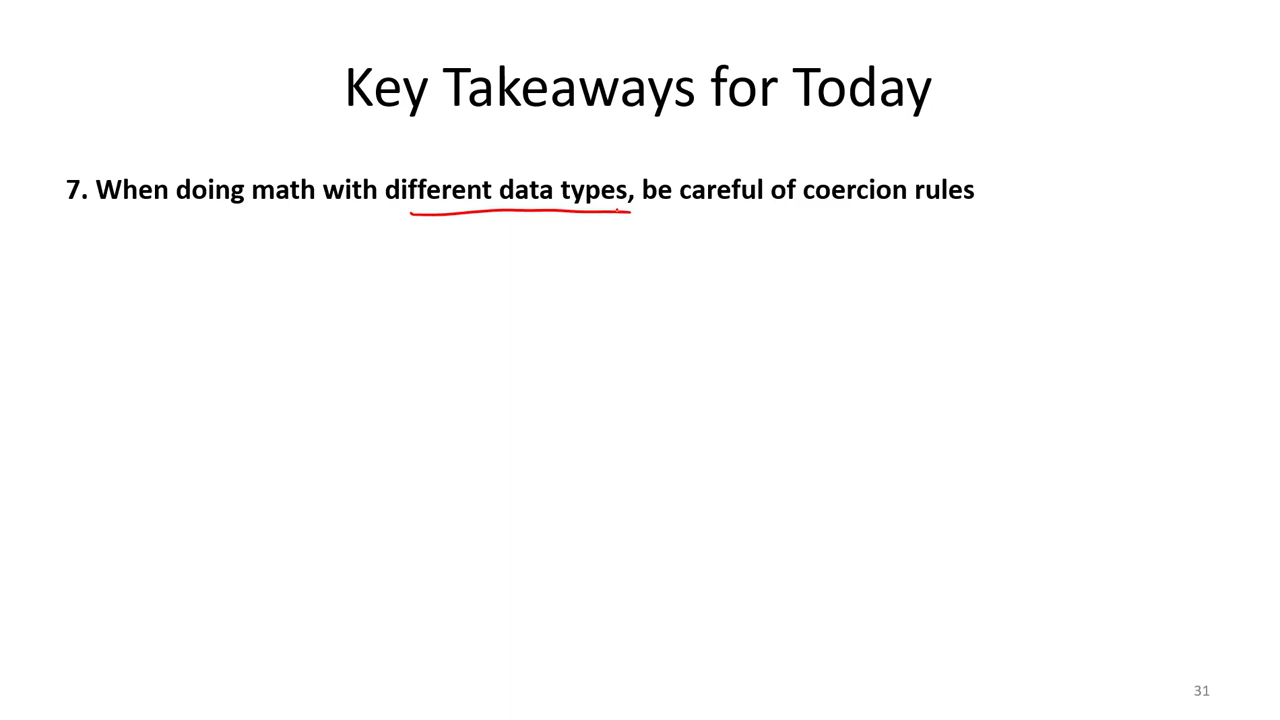 Key Takeaways for Today
7. When doing math with different data types, be careful of coercion rules
31